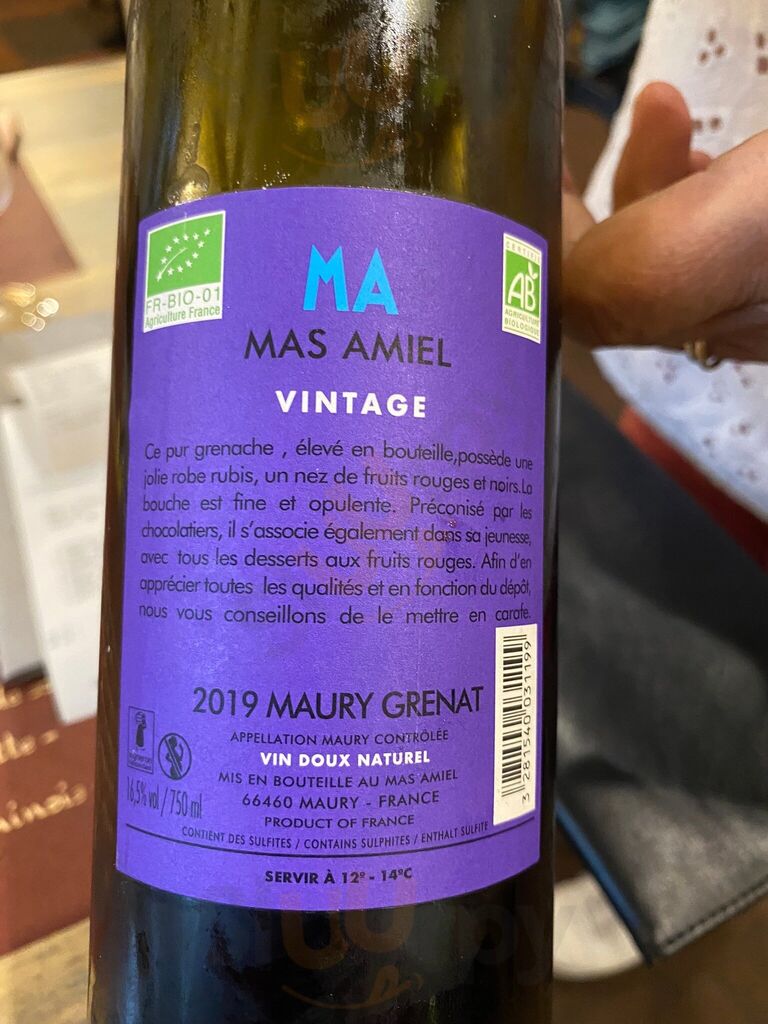 FR-BIO-01
Agriculture France
CERTIFIÉ
AB
AGRICULTURE
BIOLOGIQUE
MA
MAS AMIEL
VINTAGE
Ce pur grenache , élevé en bouteille,possède une
jolie robe rubis, un nez de fruits rouges et noirs.La
bouche est fine et opulente. Préconisé par les
chocolatiers, il s'associe également dans sa jeunesse,
avec tous les desserts aux fruits rouges. Afin d'en
apprécier toutes les qualités et en fonction du dépôt,
nous vous conseillons de le mettre en carafe.
2019 MAURY GRENAT
APPELLATION MAURY CONTRÔLÉE
VIN DOUX NATUREL
MIS EN BOUTEILLE AU MAS AMIEL
66460 MAURY - FRANCE
PRODUCT OF FRANCE
16,5% vol / 750 ml
CONTIENT DES SULFITES / CONTAINS SULPHITES / ENTHALT SULFITE
SERVIR À 12º - 14ºC
3 281540 031199